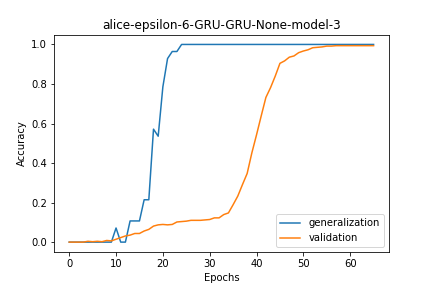 alice-epsilon-6-GRU-GRU-None-model-3
1.0
0.8
0.6
0.4
0.2
0.0
Accuracy
generalization
validation
0 10 20 30 40 50 60
Epochs